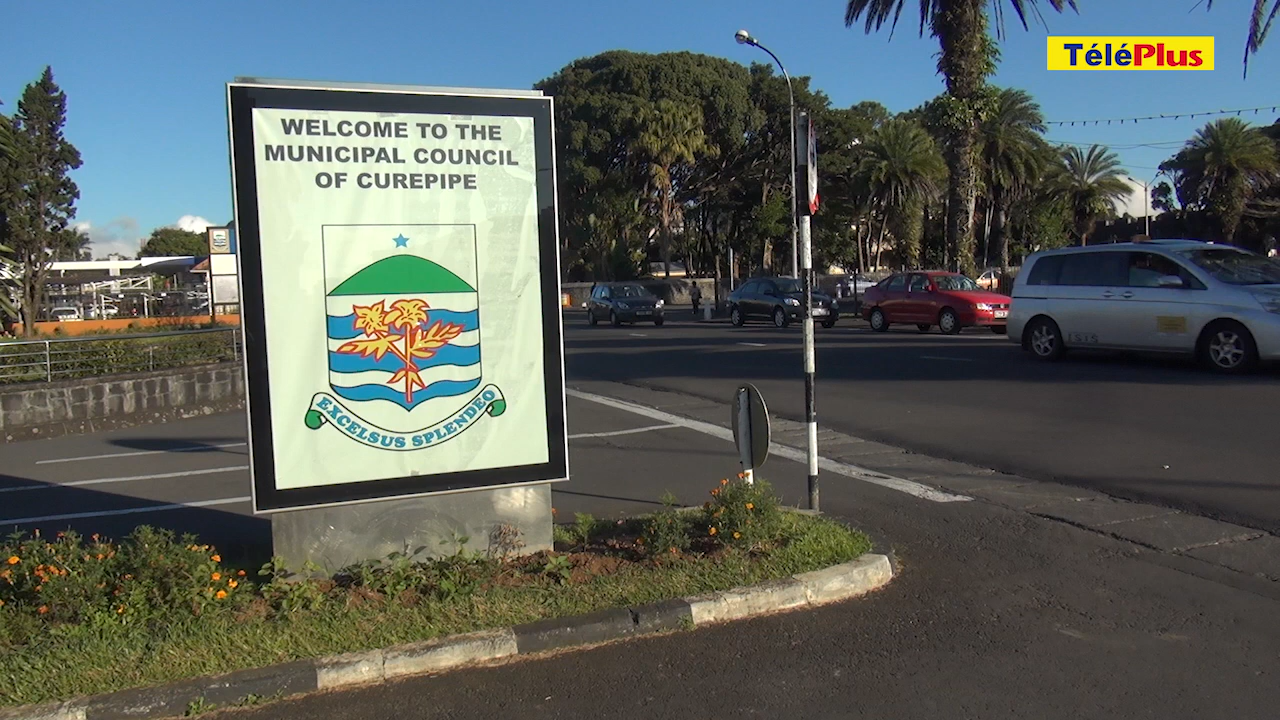 TéléPlus
WELCOME TO THE
MUNICIPAL COUNCIL
OF CUREPIPE
EXCELSUS SPLENDEO